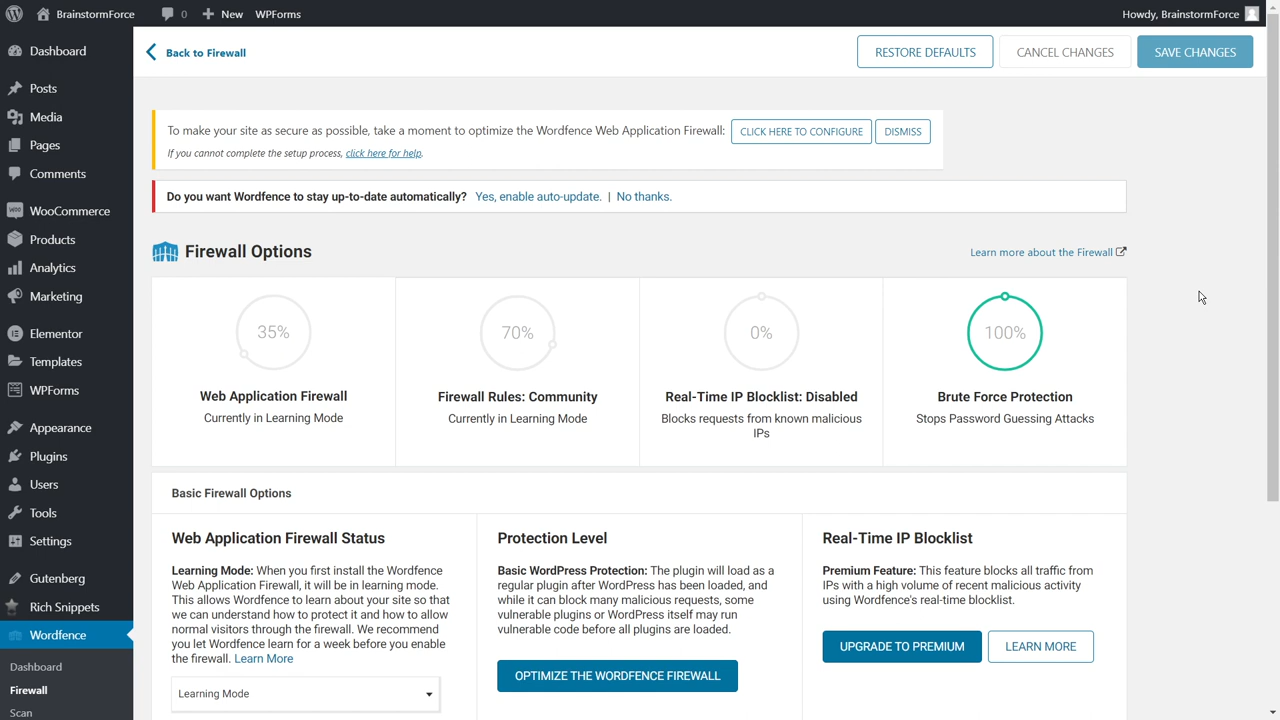 BrainstormForce 0 New WPForms Howdy, BrainstormForce
Dashboard
Posts
Media
Pages
Comments
WooCommerce
Products
Analytics
Marketing
Elementor
Templates
WPForms
Appearance
Plugins
Users
Tools
Settings
Gutenberg
Rich Snippets
Wordfence
Dashboard
Firewall
Scan
Back to Firewall
RESTORE DEFAULTS CANCEL CHANGES SAVE CHANGES
To make your site as secure as possible, take a moment to optimize the Wordfence Web Application Firewall: CLICK HERE TO CONFIGURE DISMISS
If you cannot complete the setup process, click here for help.
Do you want Wordfence to stay up-to-date automatically? Yes, enable auto-update. | No thanks.
Firewall Options
Learn more about the Firewall
35%
Web Application Firewall
Currently in Learning Mode
70%
Firewall Rules: Community
Currently in Learning Mode
0%
Real-Time IP Blocklist: Disabled
Blocks requests from known malicious
IPs
100%
Brute Force Protection
Stops Password Guessing Attacks
Basic Firewall Options
Web Application Firewall Status
Learning Mode: When you first install the Wordfence
Web Application Firewall, it will be in learning mode.
This allows Wordfence to learn about your site so that
we can understand how to protect it and how to allow
normal visitors through the firewall. We recommend
you let Wordfence learn for a week before you enable
the firewall. Learn More
Learning Mode
Protection Level
Basic WordPress Protection: The plugin will load as a
regular plugin after WordPress has been loaded, and
while it can block many malicious requests, some
vulnerable plugins or WordPress itself may run
vulnerable code before all plugins are loaded.
OPTIMIZE THE WORDFENCE FIREWALL
Real-Time IP Blocklist
Premium Feature: This feature blocks all traffic from
IPs with a high volume of recent malicious activity
using Wordfence's real-time blocklist.
UPGRADE TO PREMIUM LEARN MORE